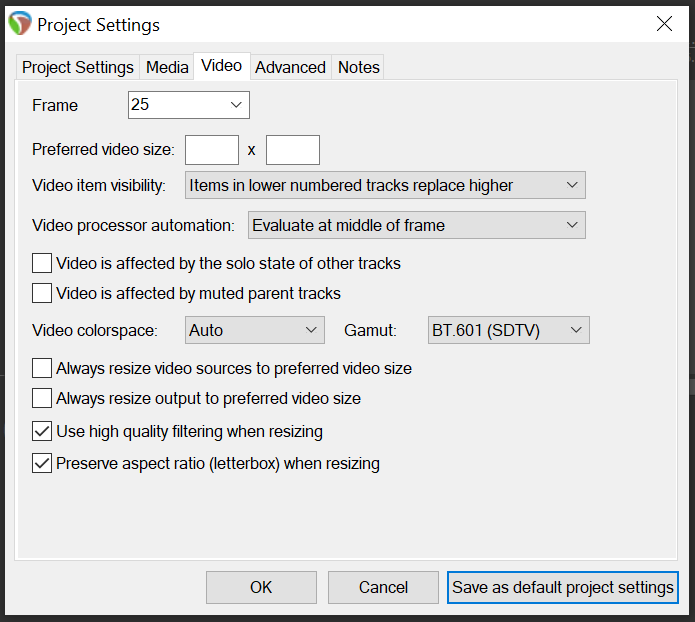 Project Settings
Project Settings Media Video Advanced Notes
Frame 25
Preferred video size: x
Video item visibility: Items in lower numbered tracks replace higher
Video processor automation: Evaluate at middle of frame
Video is affected by the solo state of other tracks
Video is affected by muted parent tracks
Video colorspace: Auto Gamut: BT.601 (SDTV)
Always resize video sources to preferred video size
Always resize output to preferred video size
Use high quality filtering when resizing
Preserve aspect ratio (letterbox) when resizing
OK Cancel Save as default project settings